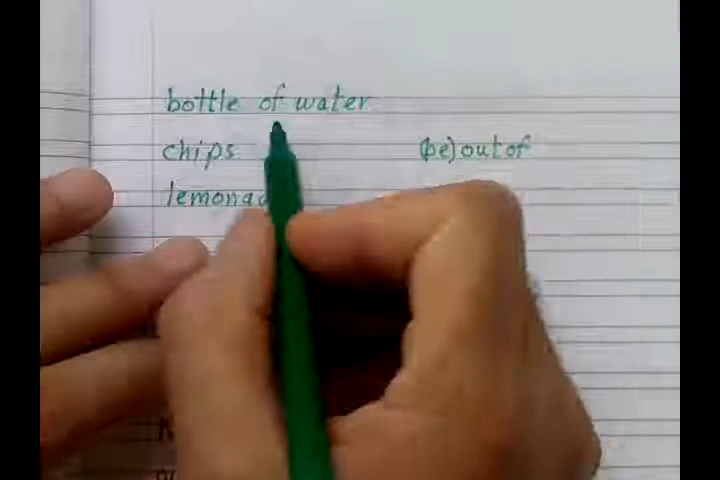 bottle of water
chips (be) out of